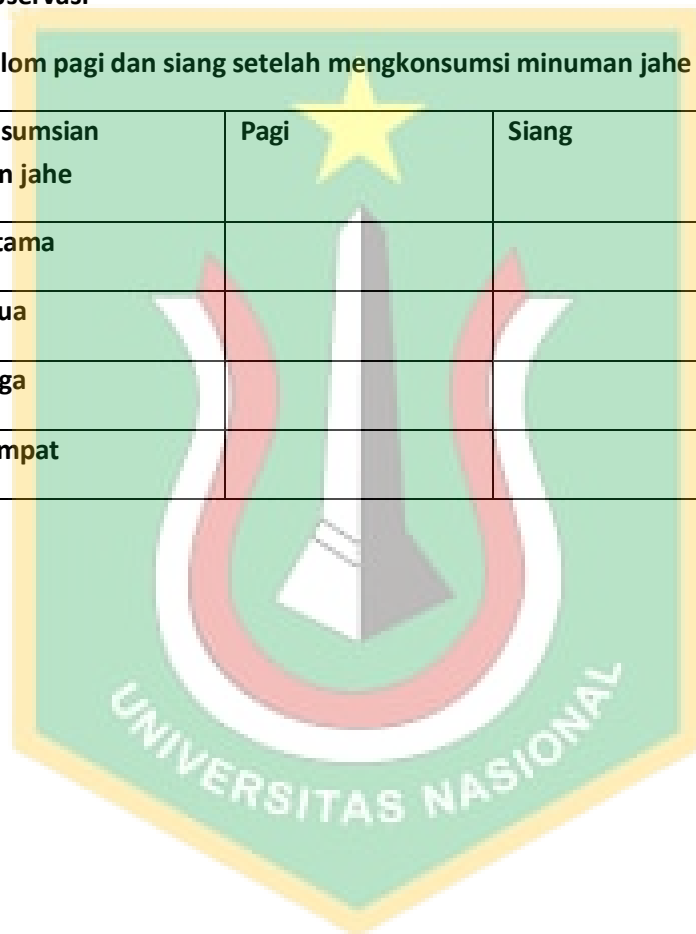 lom pagi dan siang setelah mengkonsumsi minuman jahe
sumsian Pagi Siang
n jahe
tama
ua
ga
mpat
UNIVERSITAS NASIONAL